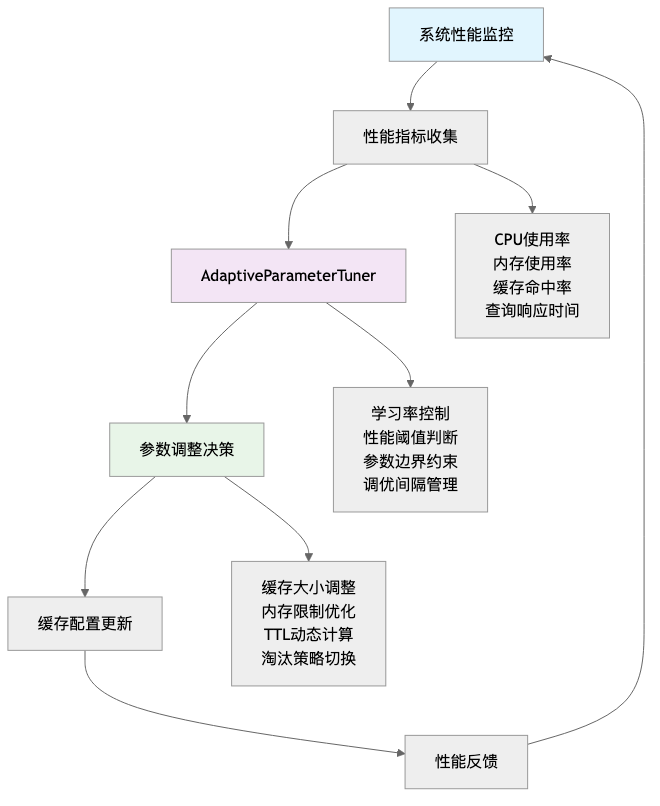 系统性能监控
性能指标收集
CPU使用率
内存使用率
缓存命中率
查询响应时间
AdaptiveParameterTuner
学习率控制
性能阈值判断
参数边界约束
调优间隔管理
参数调整决策
缓存大小调整
内存限制优化
TTL动态计算
淘汰策略切换
缓存配置更新
性能反馈